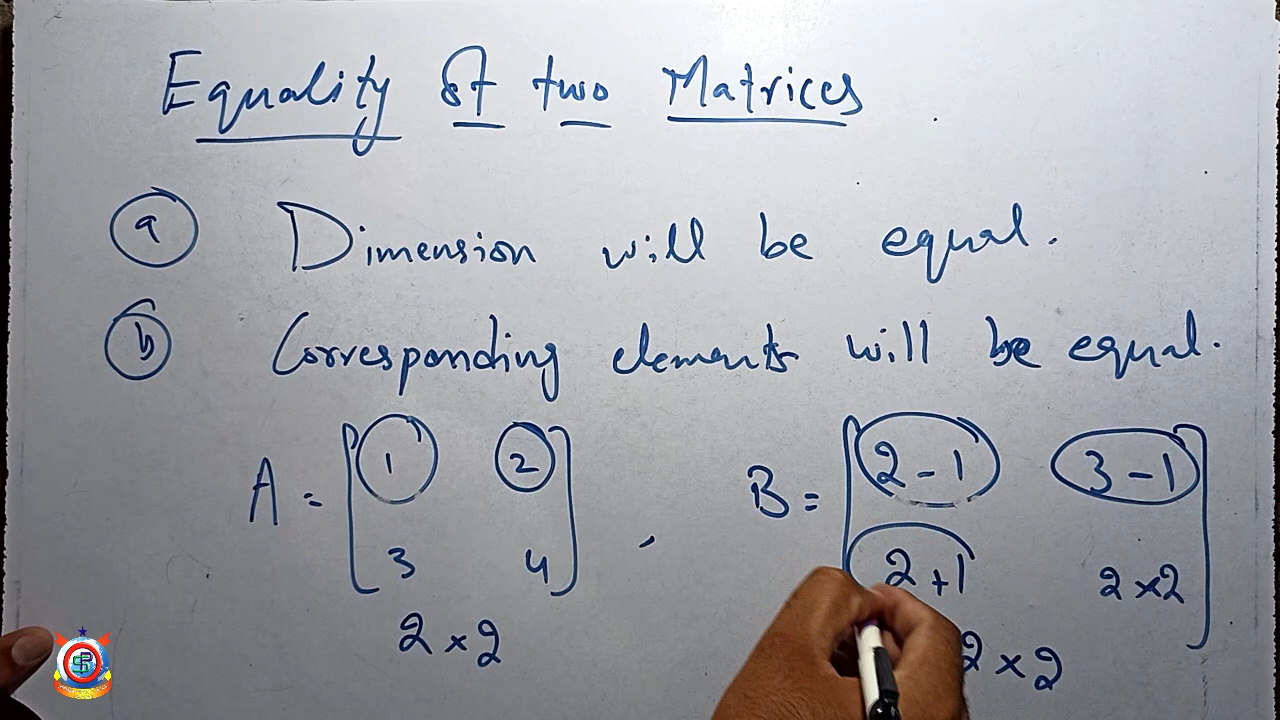 Equality of two Matrices
a Dimension will be equal.
b Corresponding elements will be equal.
A = [ 1 2 , B = [ 2 - 1 3 - 1
3 4 ] 2 + 1 2 × 2 ]
2 × 2 2 × 2